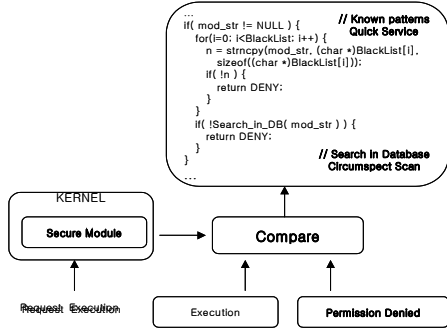 ...
if( mod_str != NULL ) {
// Known patterns
Quick Service
for(i=0; i<BlackList; i++) {
n = strncpy(mod_str, (char *)BlackList[i],
sizeof((char *)BlackList[i]));
if( !n ) {
return DENY;
}
}
if( !Search_in_DB( mod_str ) ) {
return DENY;
}
// Search In Database
Circumspect Scan
}
...
KERNEL
Secure Module
Compare
Request Execution
Execution
Permission Denied